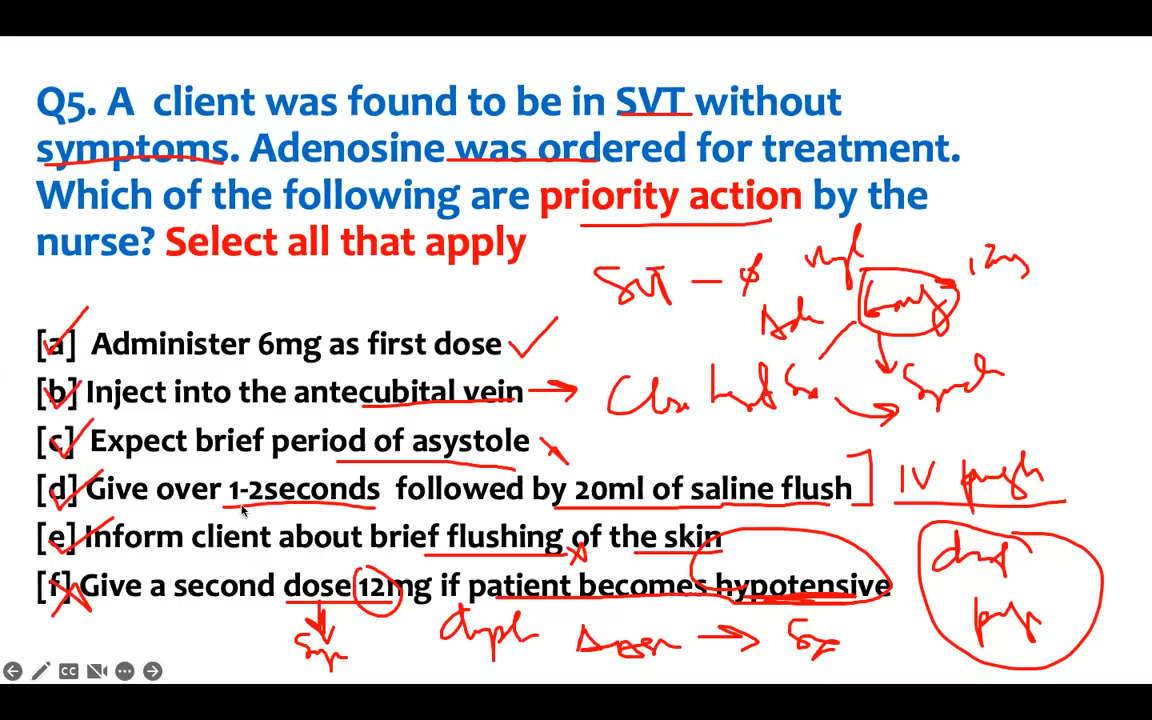 Q5. A client was found to be in SVT without
symptoms. Adenosine was ordered for treatment.
Which of the following are priority action by the
nurse? Select all that apply
SVT -
12mg
[a] Administer 6mg as first dose
[b] Inject into the antecubital vein
[c] Expect brief period of asystole
[d] Give over 1-2seconds followed by 20ml of saline flush
IV push
[e] Inform client about brief flushing of the skin
[f] Give a second dose 12mg if patient becomes hypotensive
CC